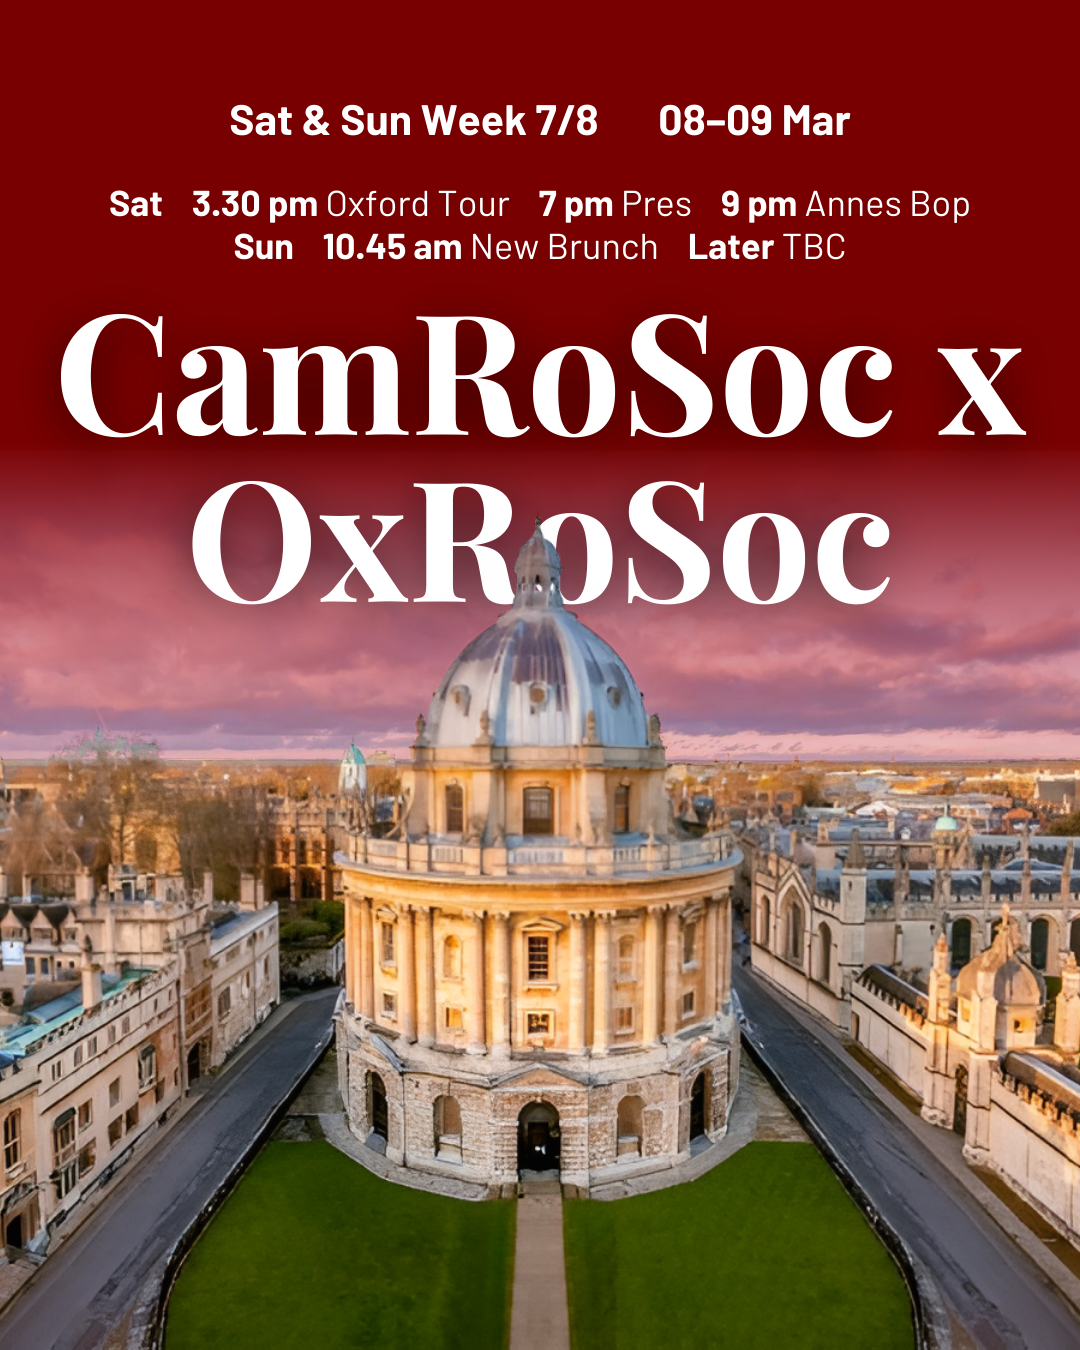 Sat & Sun Week 7/8 08–09 Mar
Sat 3.30 pm Oxford Tour 7 pm Pres 9 pm Annes Bop
Sun 10.45 am New Brunch Later TBC
CamRoSoc x
OxRoSoc